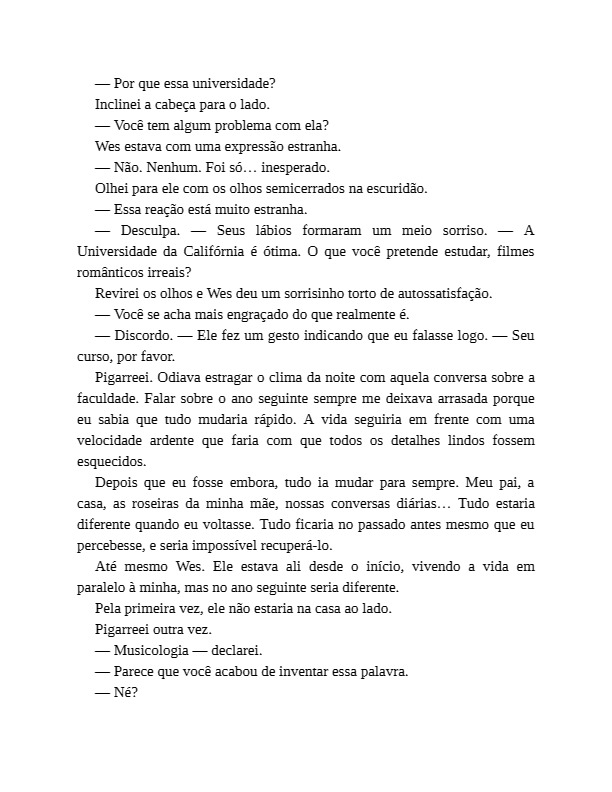 — Por que essa universidade?
Inclinei a cabeça para o lado.
— Você tem algum problema com ela?
Wes estava com uma expressão estranha.
— Não. Nenhum. Foi só… inesperado.
Olhei para ele com os olhos semicerrados na escuridão.
— Essa reação está muito estranha.
— Desculpa. — Seus lábios formaram um meio sorriso. — A
Universidade da Califórnia é ótima. O que você pretende estudar, filmes
românticos irreais?
Revirei os olhos e Wes deu um sorrisinho torto de autossatisfação.
— Você se acha mais engraçado do que realmente é.
— Discordo. — Ele fez um gesto indicando que eu falasse logo. — Seu
curso, por favor.
Pigarreei. Odiava estragar o clima da noite com aquela conversa sobre a
faculdade. Falar sobre o ano seguinte sempre me deixava arrasada porque
eu sabia que tudo mudaria rápido. A vida seguiria em frente com uma
velocidade ardente que faria com que todos os detalhes lindos fossem
esquecidos.
Depois que eu fosse embora, tudo ia mudar para sempre. Meu pai, a
casa, as roseiras da minha mãe, nossas conversas diárias… Tudo estaria
diferente quando eu voltasse. Tudo ficaria no passado antes mesmo que eu
percebesse, e seria impossível recuperá-lo.
Até mesmo Wes. Ele estava ali desde o início, vivendo a vida em
paralelo à minha, mas no ano seguinte seria diferente.
Pela primeira vez, ele não estaria na casa ao lado.
Pigarreei outra vez.
— Musicologia — declarei.
— Parece que você acabou de inventar essa palavra.
— Né?